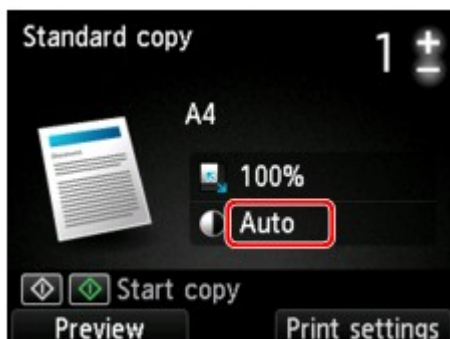 Standard copy
1 + -
A4
100%
Auto
Start copy
Preview
Print settings